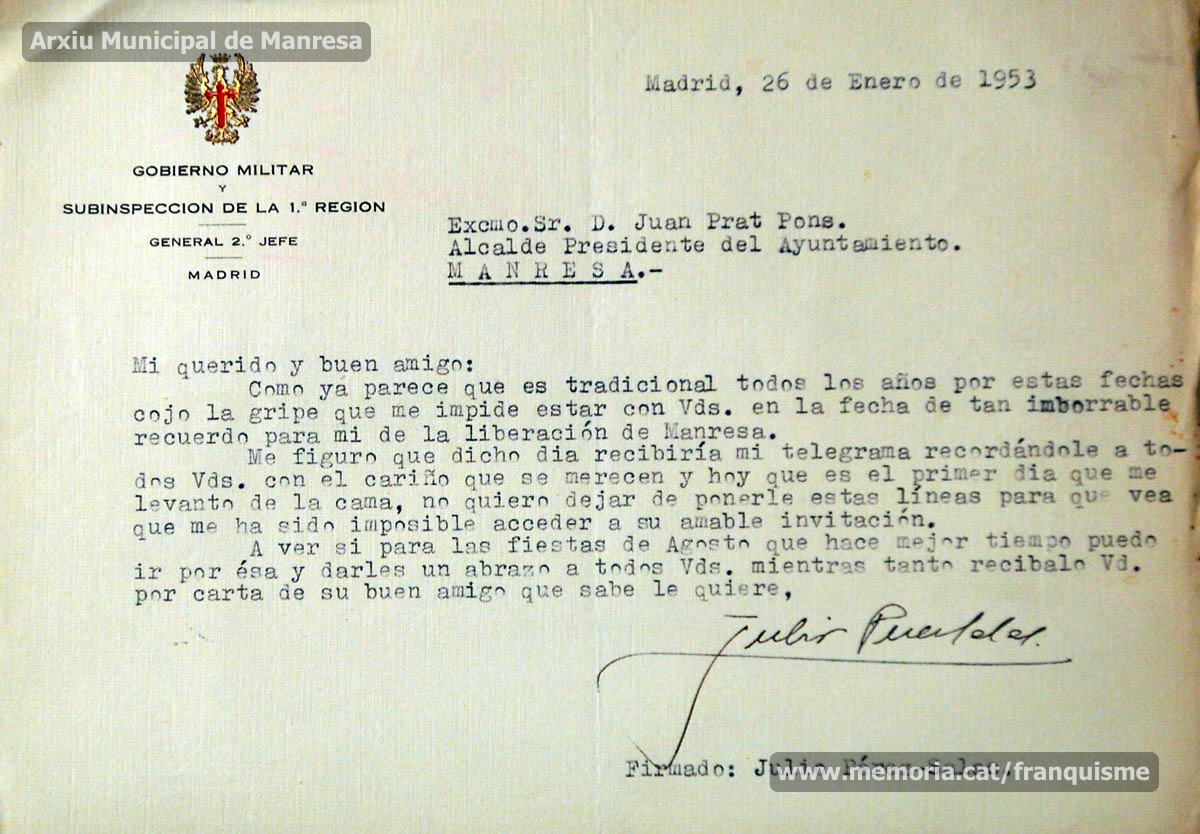 Arxiu Municipal de Manresa
Madrid, 26 de Enero de 1953
GOBIERNO MILITAR
Y
SUBINSPECCION DE LA 1.ª REGION
GENERAL 2.º JEFE
MADRID
Excmo.Sr. D. Juan Prat Pons.
Alcalde Presidente del Ayuntamiento.
M A N R E S A.-
Mi querido y buen amigo:
Como ya parece que es tradicional todos los años por estas fechas
cojo la gripe que me impide estar con Vds. en la fecha de tan imborrable
recuerdo para mi de la liberación de Manresa.
Me figuro que dicho dia recibiría mi telegrama recordándole a to-
dos Vds. con el cariño que se merecen y hoy que es el primer dia que me
levanto de la cama, no quiero dejar de ponerle estas líneas para que vea
que me ha sido imposible acceder a su amable invitación.
A ver si para las fiestas de Agosto que hace mejor tiempo puedo
ir por ésa y darles un abrazo a todos Vds. mientras tanto recibalo Vd.
por carta de su buen amigo que sabe le quiere,
Julio
Firmado: Julio
www.memoria.cat/franquisme